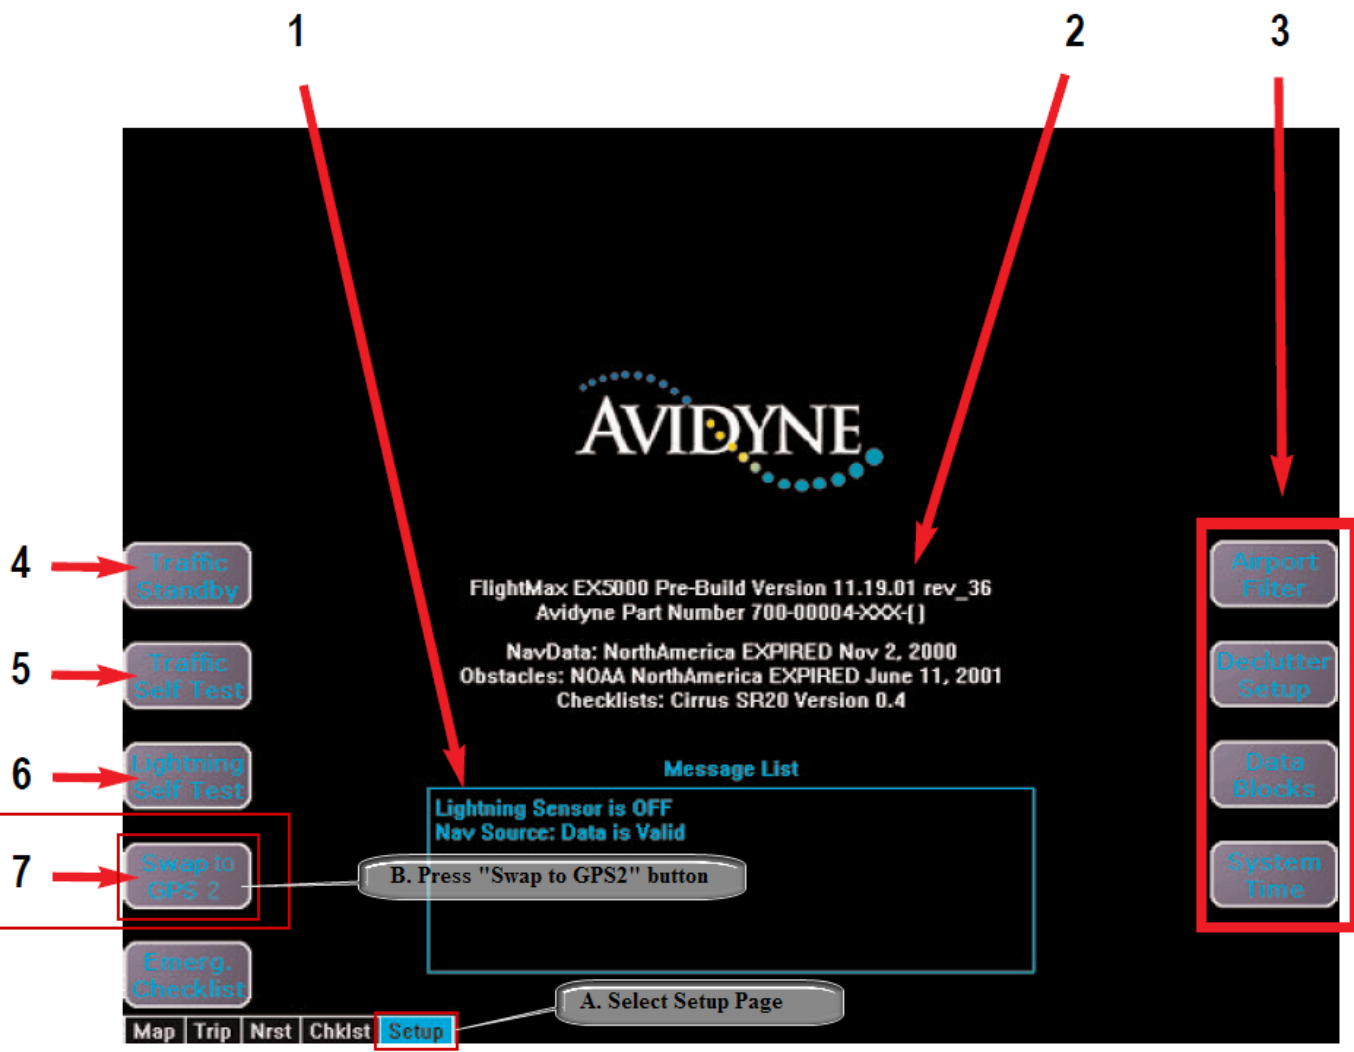 1
2
3
AVIDYNE
4
Traffic
Standby
FlightMax EX5000 Pre-Build Version 11.19.01 rev_36
Avidyne Part Number 700-00004-XXX-( )
Airport
Filter
5
Traffic
Self Test
NavData: NorthAmerica EXPIRED Nov 2, 2000
Obstacles: NOAA NorthAmerica EXPIRED June 11, 2001
Checklists: Cirrus SR20 Version 0.4
Declutter
Setup
6
Lightning
Self Test
Message List
Lightning Sensor is OFF
Nav Source: Data is Valid
Data
Blocks
7
Swap to
GPS 2
B. Press "Swap to GPS2" button
System
Time
Emerg.
Checklist
A. Select Setup Page
Map Trip Nrst Chklst Setup